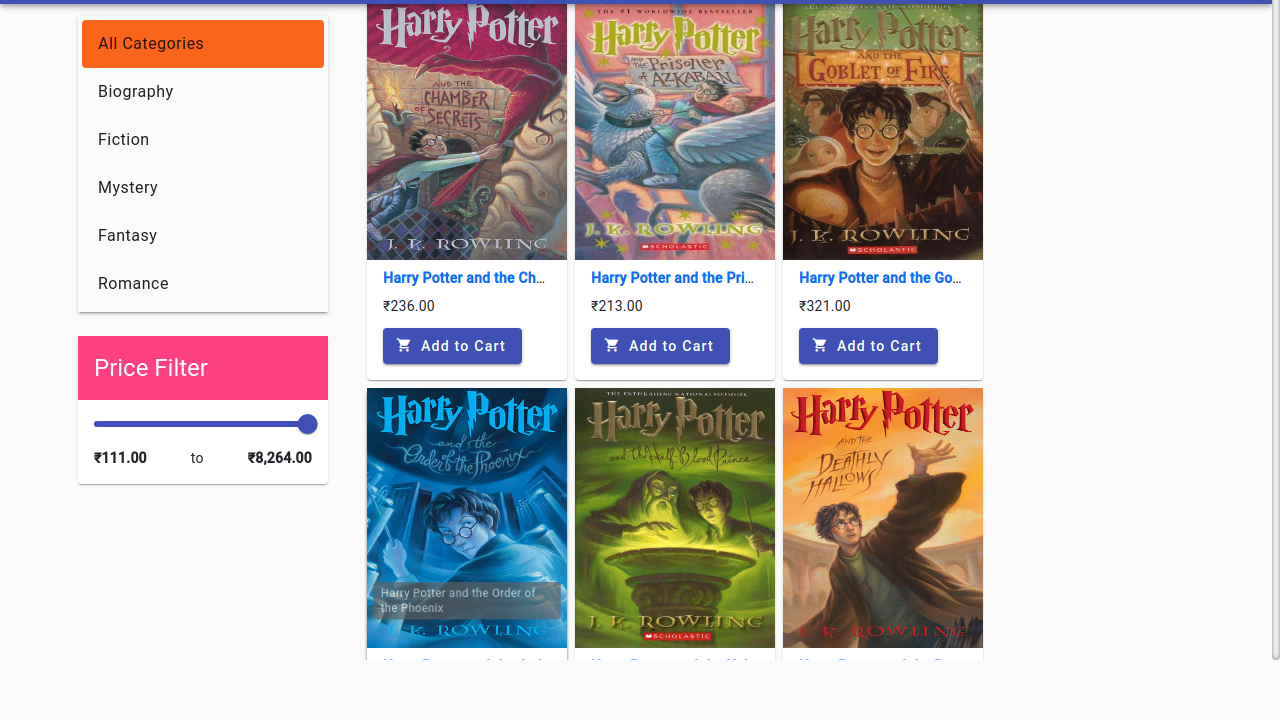 All Categories
Biography
Fiction
Mystery
Fantasy
Romance
Price Filter
₹111.00 to ₹8,264.00
Harry Potter
AND THE
CHAMBER
OF SECRETS
J. K. ROWLING
Harry Potter and the Ch...
₹236.00
Add to Cart
THE #1 WORLDWIDE BESTSELLER
Harry Potter
AND THE Prisoner
of AZKABAN
J. K. ROWLING
SCHOLASTIC
Harry Potter and the Pri...
₹213.00
Add to Cart
Harry Potter
AND THE
GOBLET OF FIRE
J. K. ROWLING
SCHOLASTIC
Harry Potter and the Go...
₹321.00
Add to Cart
Harry Potter
and the
Order of the Phoenix
Harry Potter and the Order of
the Phoenix
J. K. ROWLING
Harry Potter
and the Half-Blood Prince
J. K. ROWLING
SCHOLASTIC
Harry Potter
AND THE
DEATHLY
HALLOWS
J. K. ROWLING